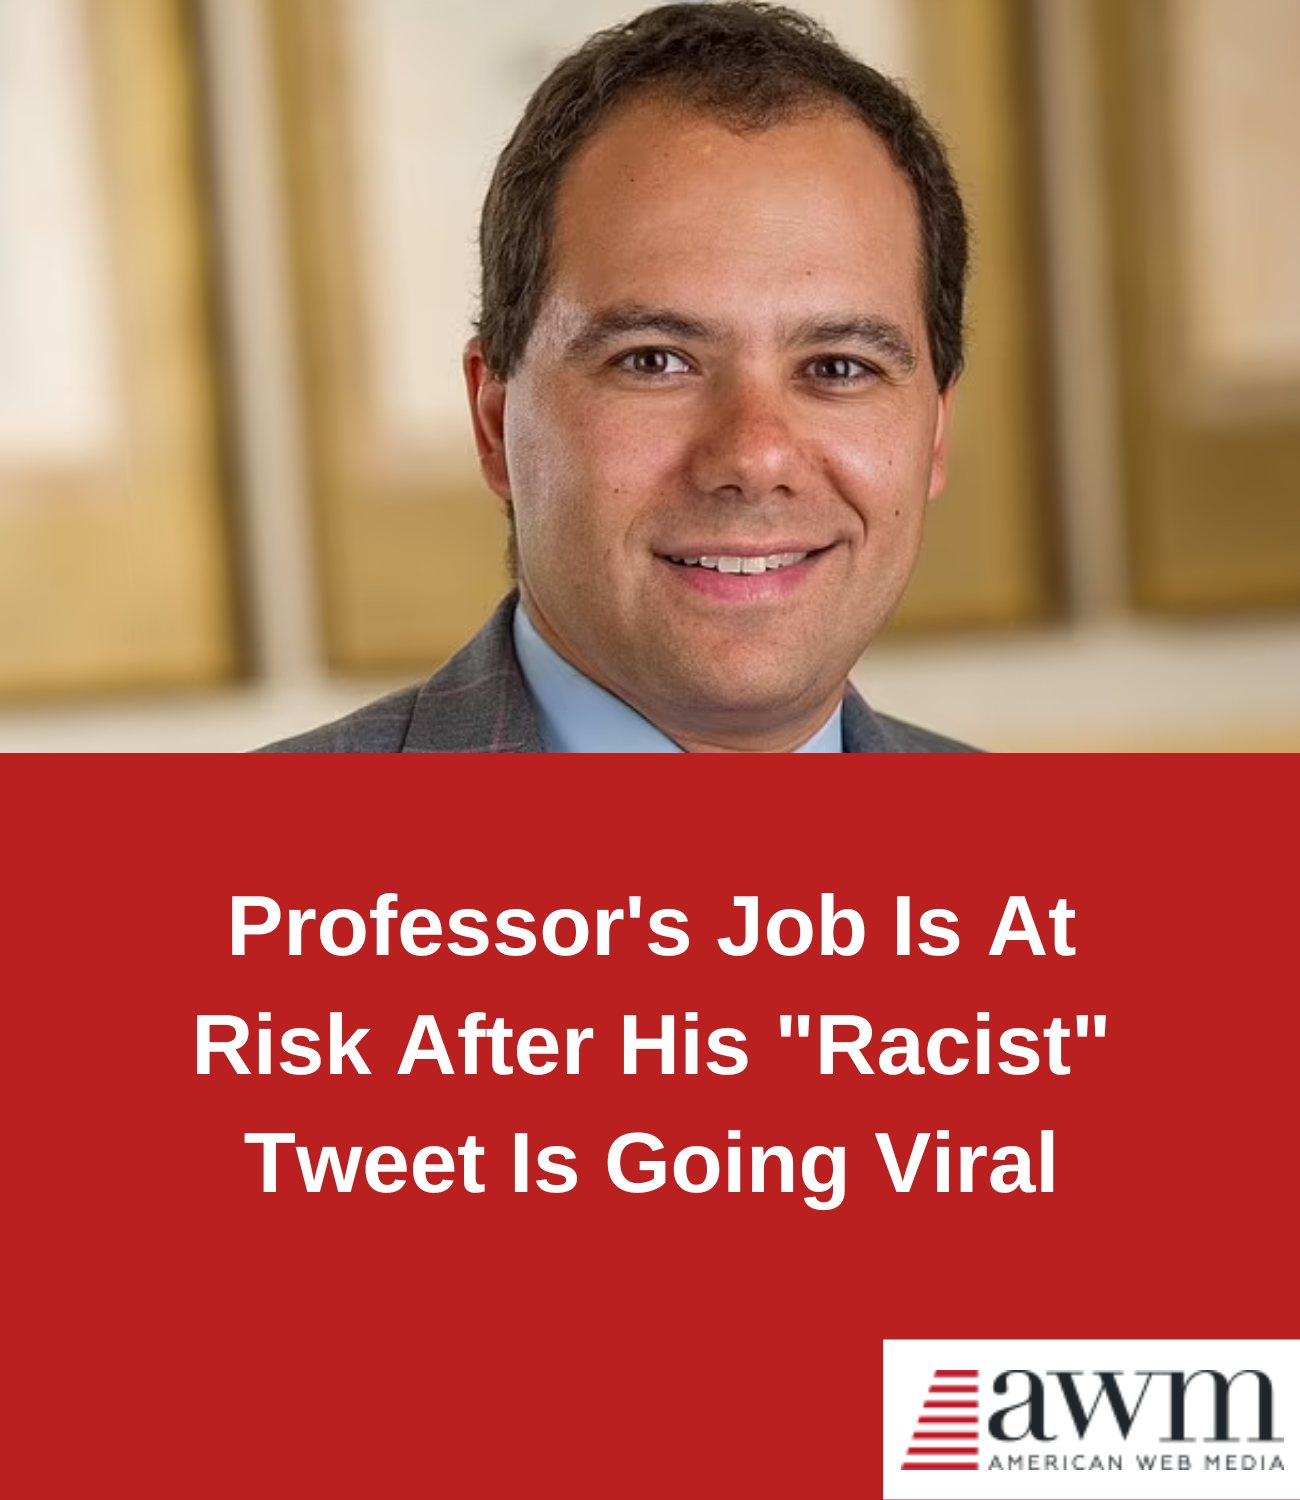 Professor's Job Is At
Risk After His "Racist"
Tweet Is Going Viral
awm
AMERICAN WEB MEDIA